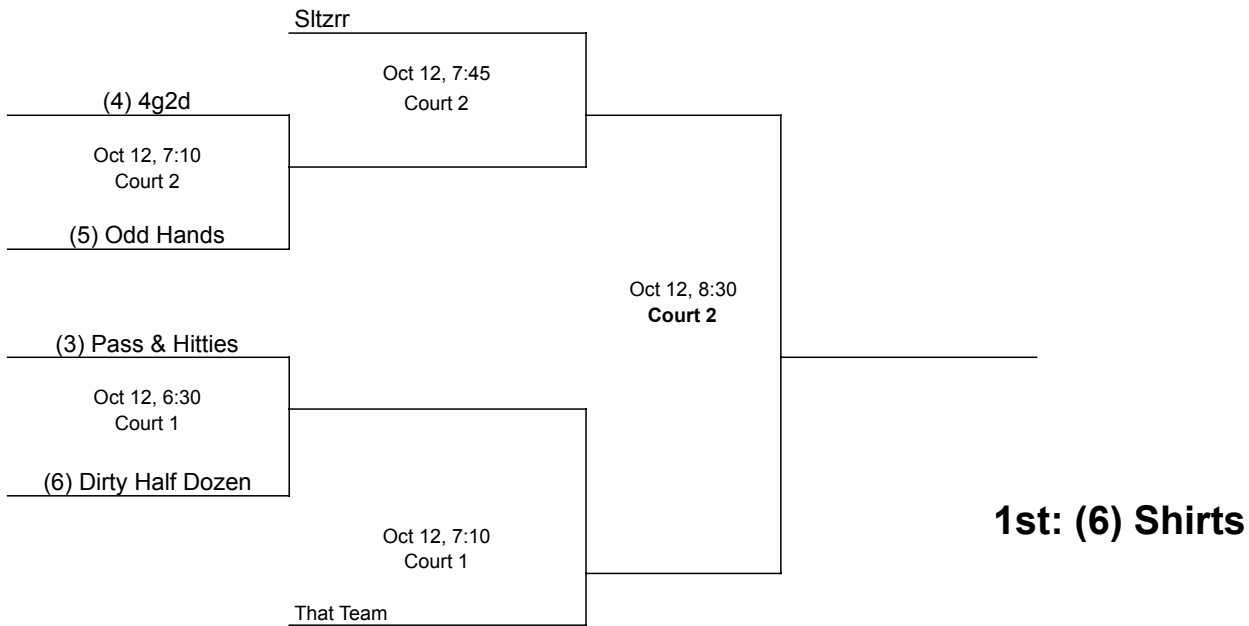 Sltzrr
Oct 12, 7:45
Court 2
(4) 4g2d
Oct 12, 7:10
Court 2
(5) Odd Hands
Oct 12, 8:30
Court 2
(3) Pass & Hitties
Oct 12, 6:30
Court 1
(6) Dirty Half Dozen
1st: (6) Shirts
Oct 12, 7:10
Court 1
That Team